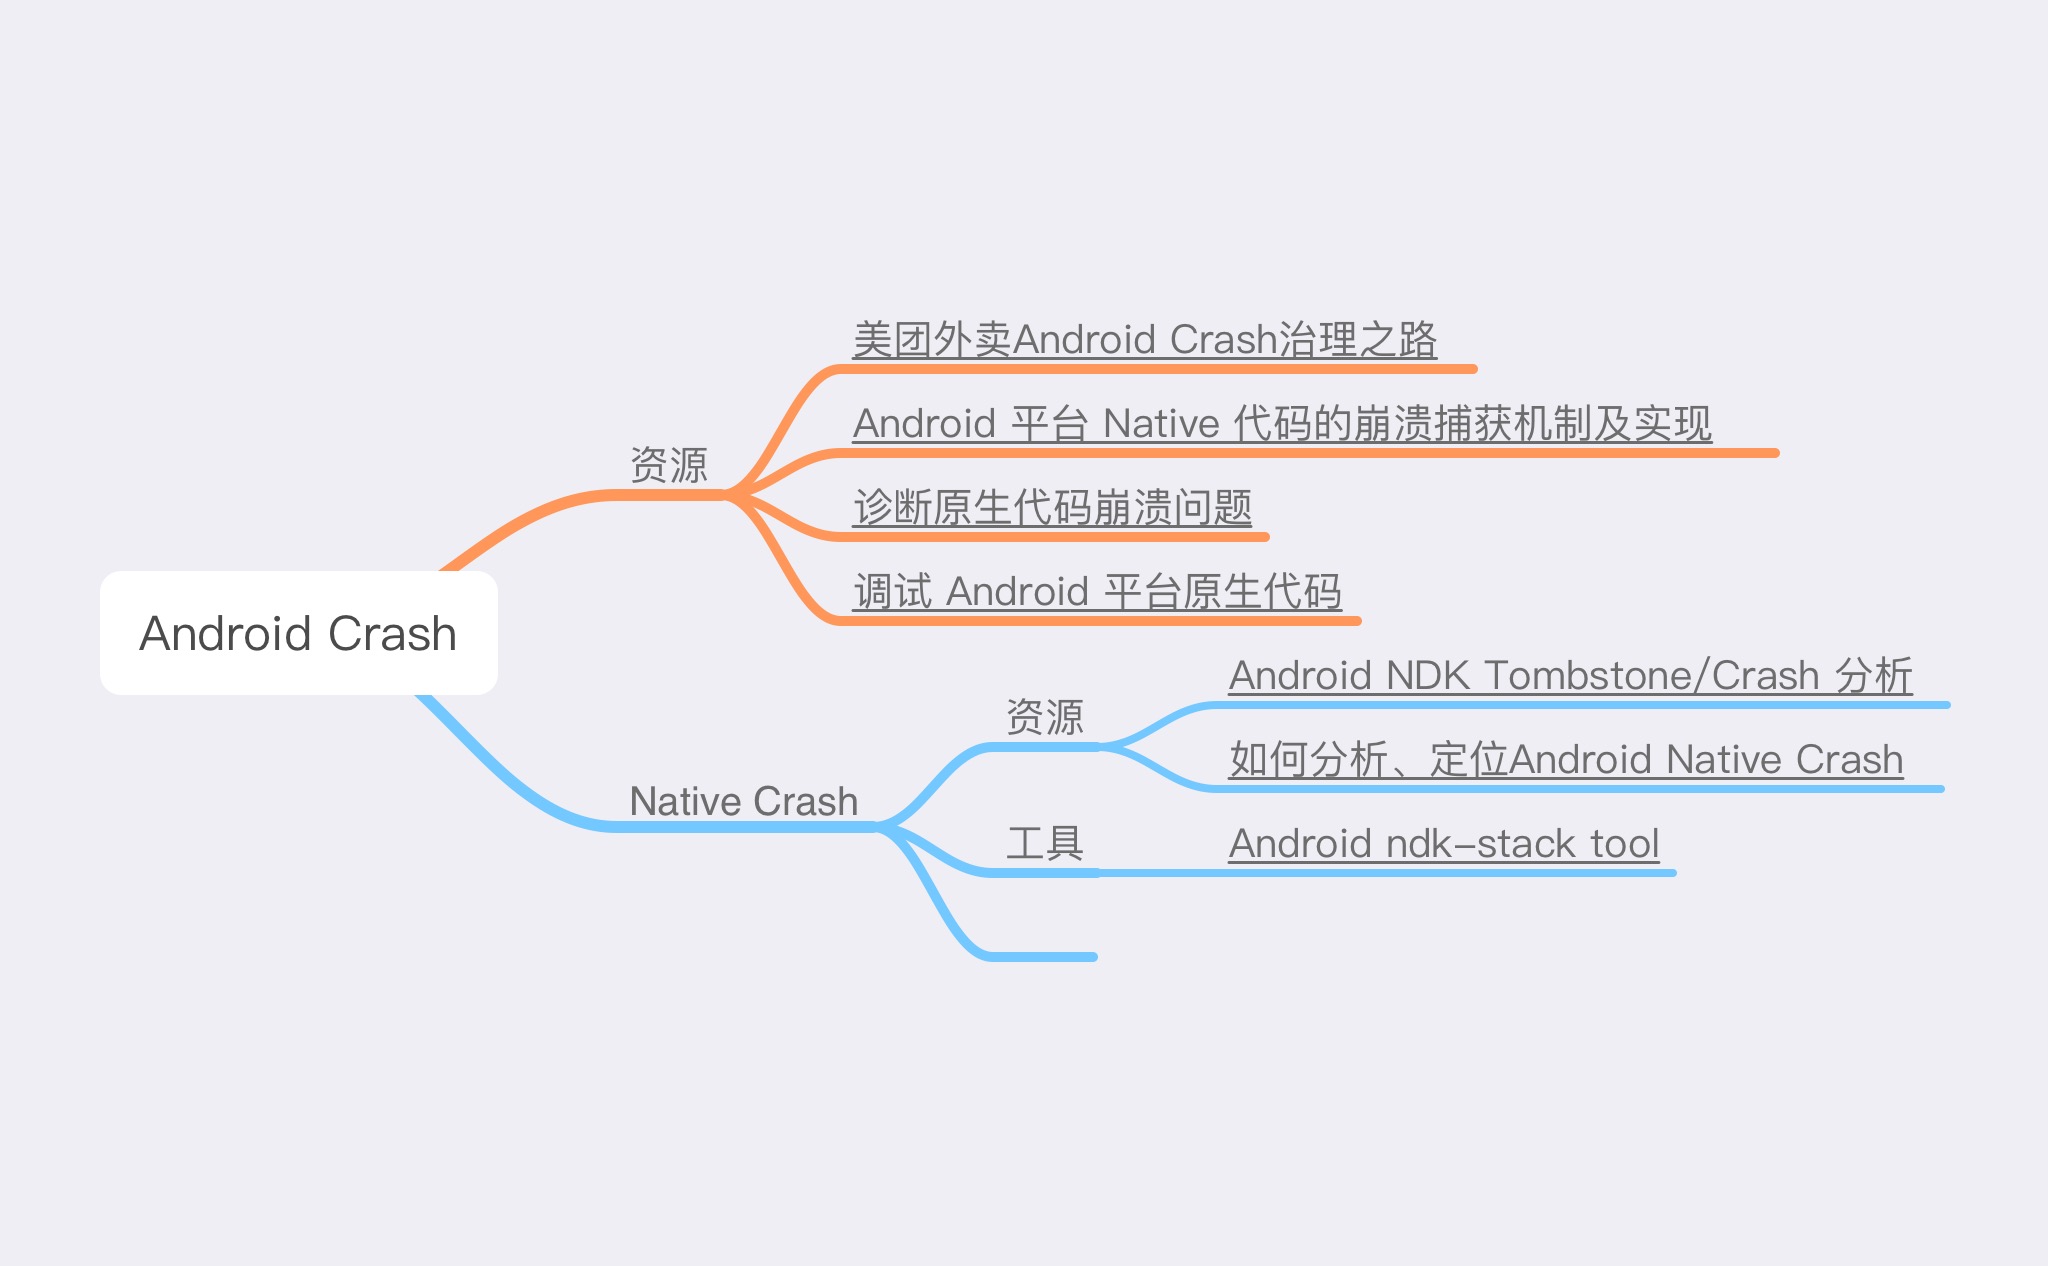 美团外卖Android Crash治理之路
Android 平台 Native 代码的崩溃捕获机制及实现
资源
诊断原生代码崩溃问题
调试 Android 平台原生代码
Android Crash
Android NDK Tombstone/Crash 分析
资源
如何分析、定位Android Native Crash
Native Crash
工具
Android ndk-stack tool